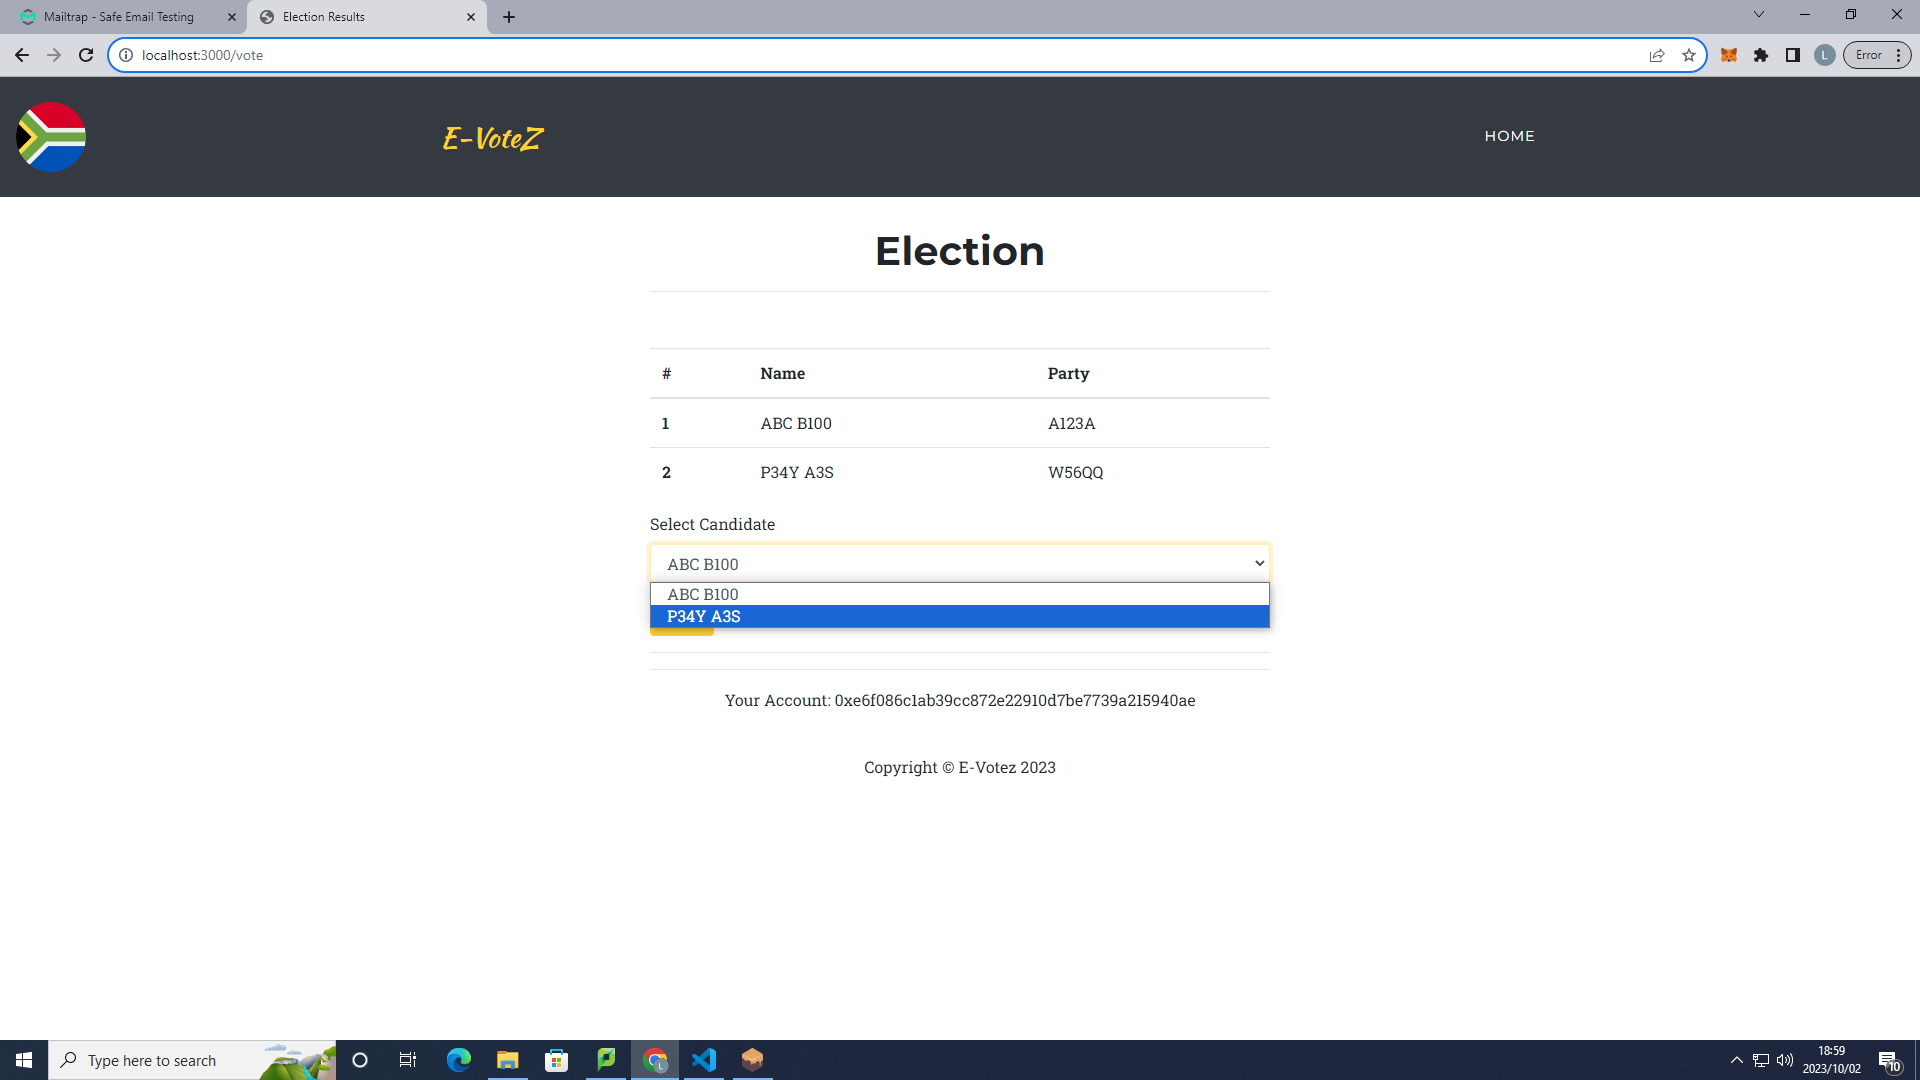 Mailtrap - Safe Email Testing
Election Results
localhost:3000/vote
L
Error
E-VoteZ
HOME
Election
# Name Party
1 ABC B100 A123A
2 P34Y A3S W56QQ
Select Candidate
ABC B100
ABC B100
P34Y A3S
Your Account: 0xe6f086c1ab39cc872e22910d7be7739a215940ae
Copyright © E-Votez 2023
Type here to search
L
18:59
2023/10/02
10